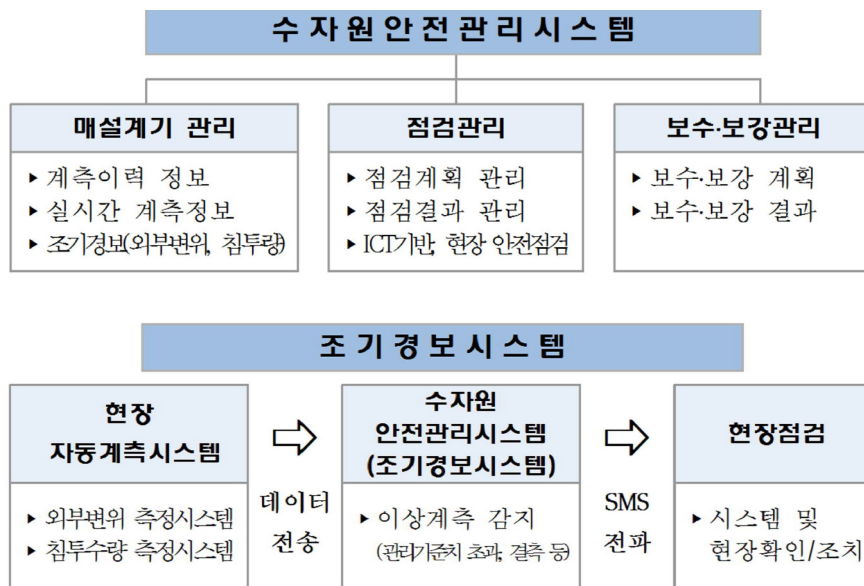 수자원안전관리시스템
매설계기 관리
▸ 계측이력 정보
▸ 실시간 계측정보
▸ 조기경보(외부변위, 침투량)
점검관리
▸ 점검계획 관리
▸ 점검결과 관리
▸ ICT기반, 현장 안전점검
보수·보강관리
▸ 보수·보강 계획
▸ 보수·보강 결과
조기경보시스템
현장
자동계측시스템
▸ 외부변위 측정시스템
▸ 침투수량 측정시스템
데이터
전송
수자원
안전관리시스템
(조기경보시스템)
▸ 이상계측 감지
(관리기준치 초과, 결측 등)
SMS
전파
현장점검
▸ 시스템 및
현장확인/조치